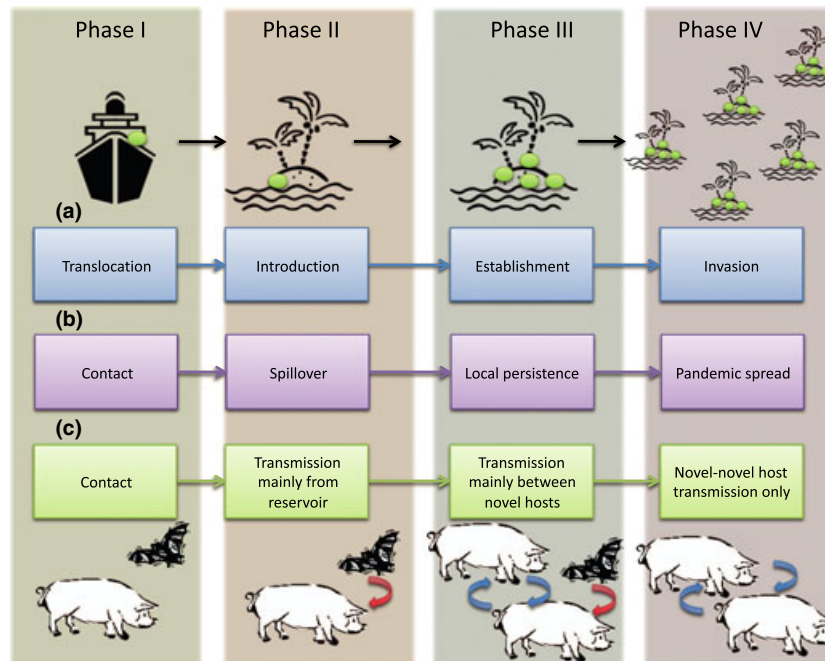 Phase I
Phase II
Phase III
Phase IV
(a)
Translocation
Introduction
Establishment
Invasion
(b)
Contact
Spillover
Local persistence
Pandemic spread
(c)
Contact
Transmission
mainly from
reservoir
Transmission
mainly between
novel hosts
Novel-novel host
transmission only